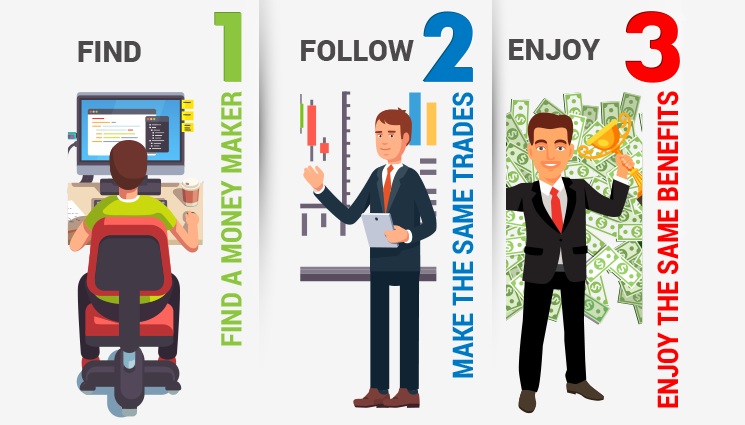 FIND
1
FIND A MONEY MAKER
FOLLOW
2
MAKE THE SAME TRADES
ENJOY
3
ENJOY THE SAME BENEFITS